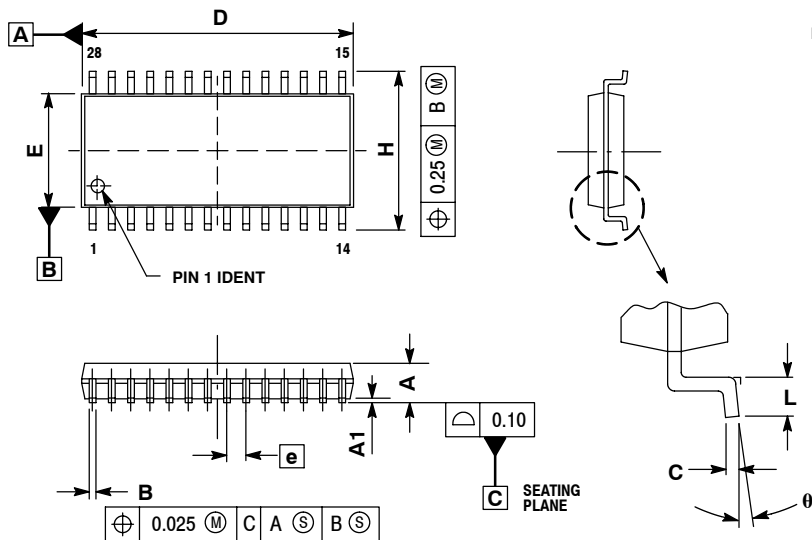 D
A
28
15
E
H
0.25 Ⓜ B Ⓜ
B
1
14
PIN 1 IDENT
A
A1
e
B
⌖ 0.025 Ⓜ C A Ⓢ B Ⓢ
0.10
C
SEATING
PLANE
L
C
θ